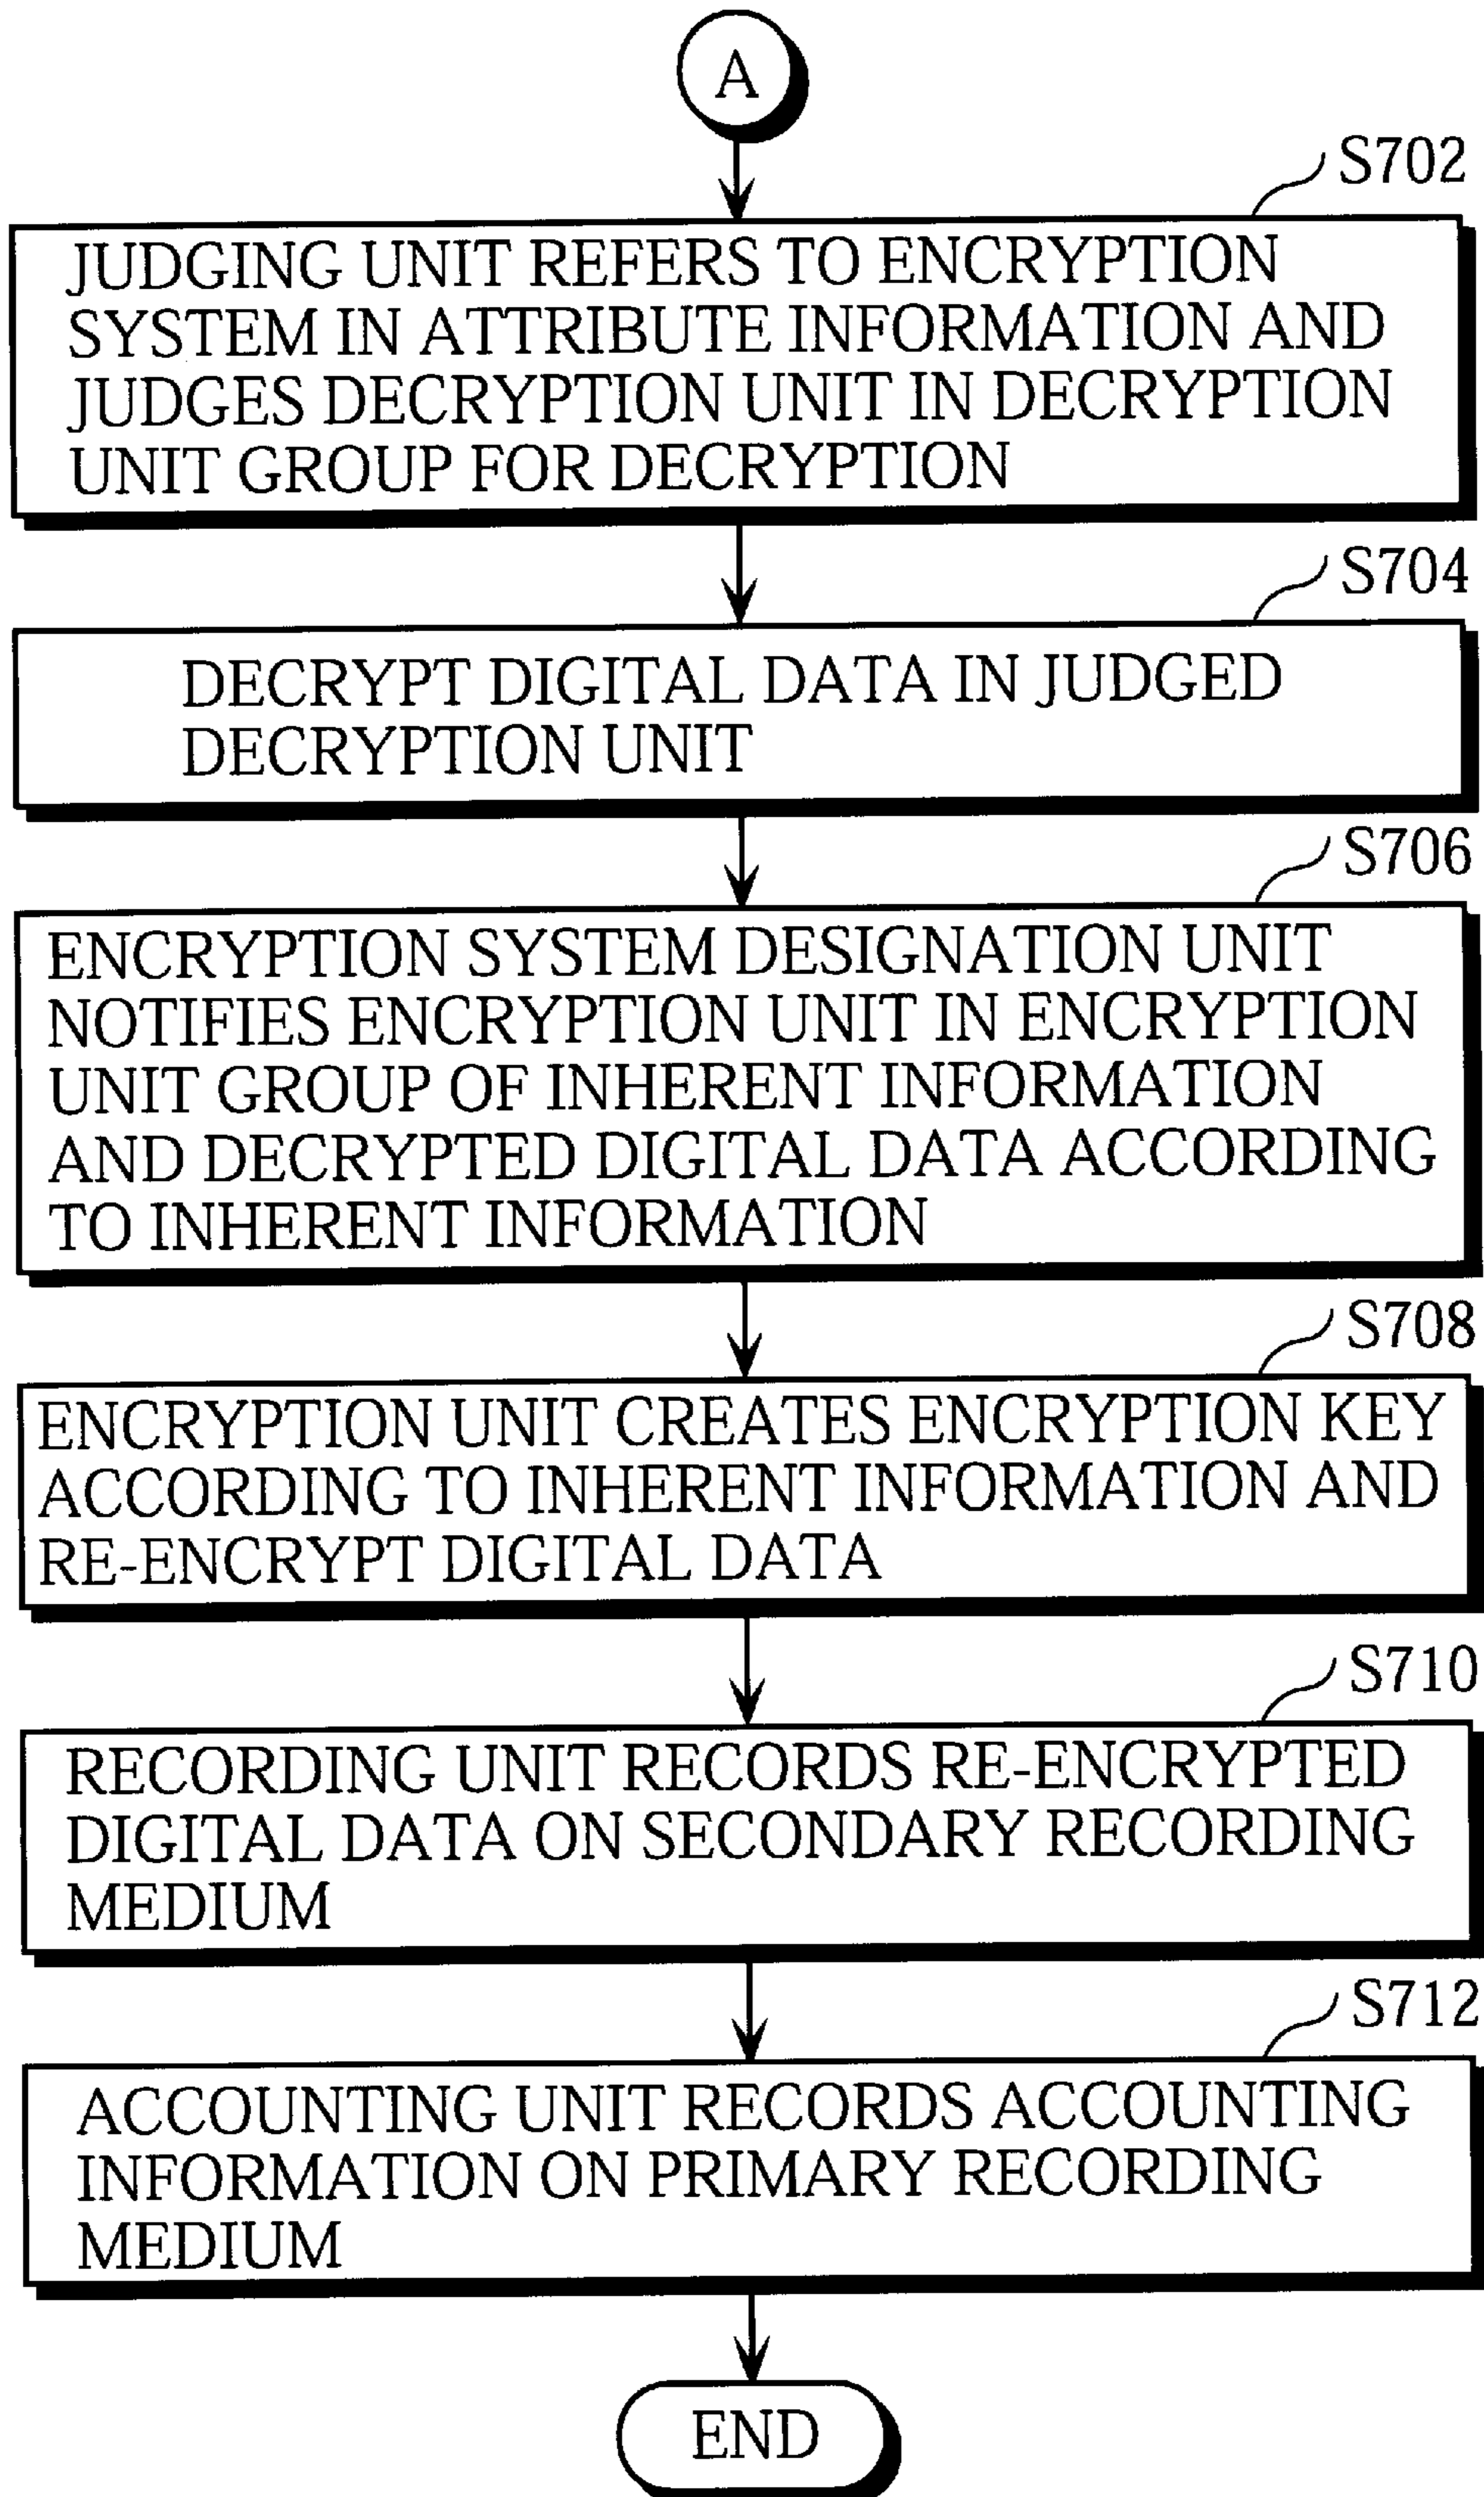 A
S702
JUDGING UNIT REFERS TO ENCRYPTION
SYSTEM IN ATTRIBUTE INFORMATION AND
JUDGES DECRYPTION UNIT IN DECRYPTION
UNIT GROUP FOR DECRYPTION
S704
DECRYPT DIGITAL DATA IN JUDGED
DECRYPTION UNIT
S706
ENCRYPTION SYSTEM DESIGNATION UNIT
NOTIFIES ENCRYPTION UNIT IN ENCRYPTION
UNIT GROUP OF INHERENT INFORMATION
AND DECRYPTED DIGITAL DATA ACCORDING
TO INHERENT INFORMATION
S708
ENCRYPTION UNIT CREATES ENCRYPTION KEY
ACCORDING TO INHERENT INFORMATION AND
RE-ENCRYPT DIGITAL DATA
S710
RECORDING UNIT RECORDS RE-ENCRYPTED
DIGITAL DATA ON SECONDARY RECORDING
MEDIUM
S712
ACCOUNTING UNIT RECORDS ACCOUNTING
INFORMATION ON PRIMARY RECORDING
MEDIUM
END